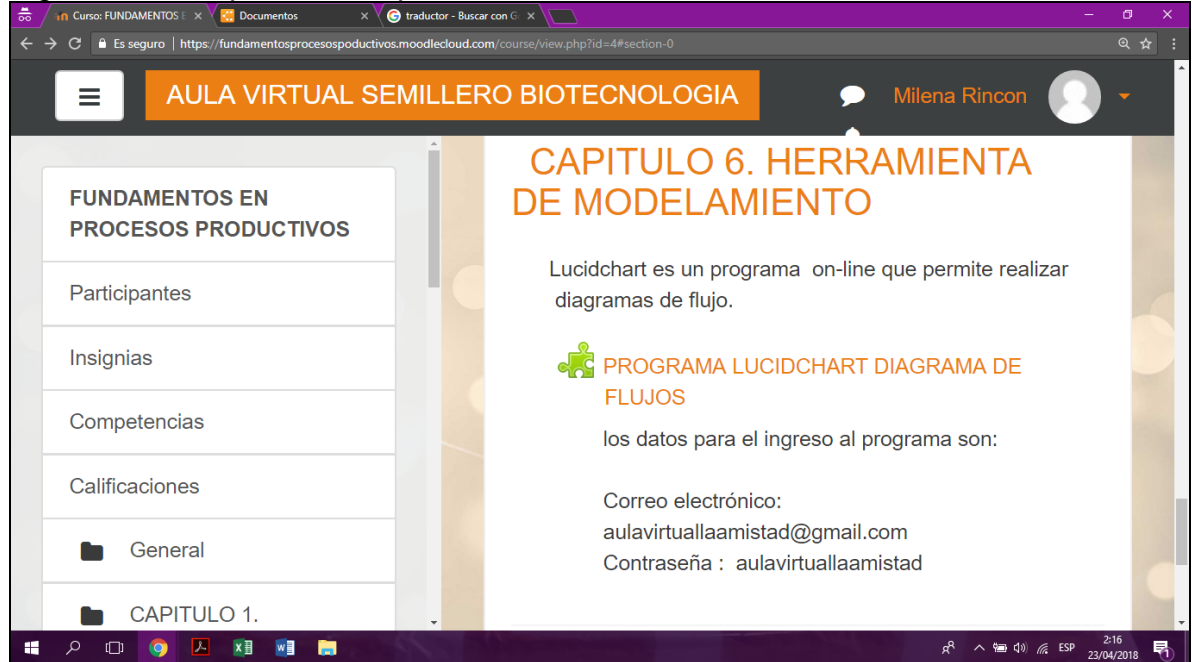 Curso: FUNDAMENTOS E
Documentos
traductor - Buscar con G
Es seguro | https://fundamentosprocesospoductivos.moodlecloud.com/course/view.php?id=4#section-0
AULA VIRTUAL SEMILLERO BIOTECNOLOGIA
Milena Rincon
FUNDAMENTOS EN
PROCESOS PRODUCTIVOS
Participantes
Insignias
Competencias
Calificaciones
General
CAPITULO 1.
CAPITULO 6. HERRAMIENTA
DE MODELAMIENTO
Lucidchart es un programa on-line que permite realizar
diagramas de flujo.
PROGRAMA LUCIDCHART DIAGRAMA DE
FLUJOS
los datos para el ingreso al programa son:
Correo electrónico:
aulavirtuallaamistad@gmail.com
Contraseña : aulavirtuallaamistad
ESP
2:16
23/04/2018